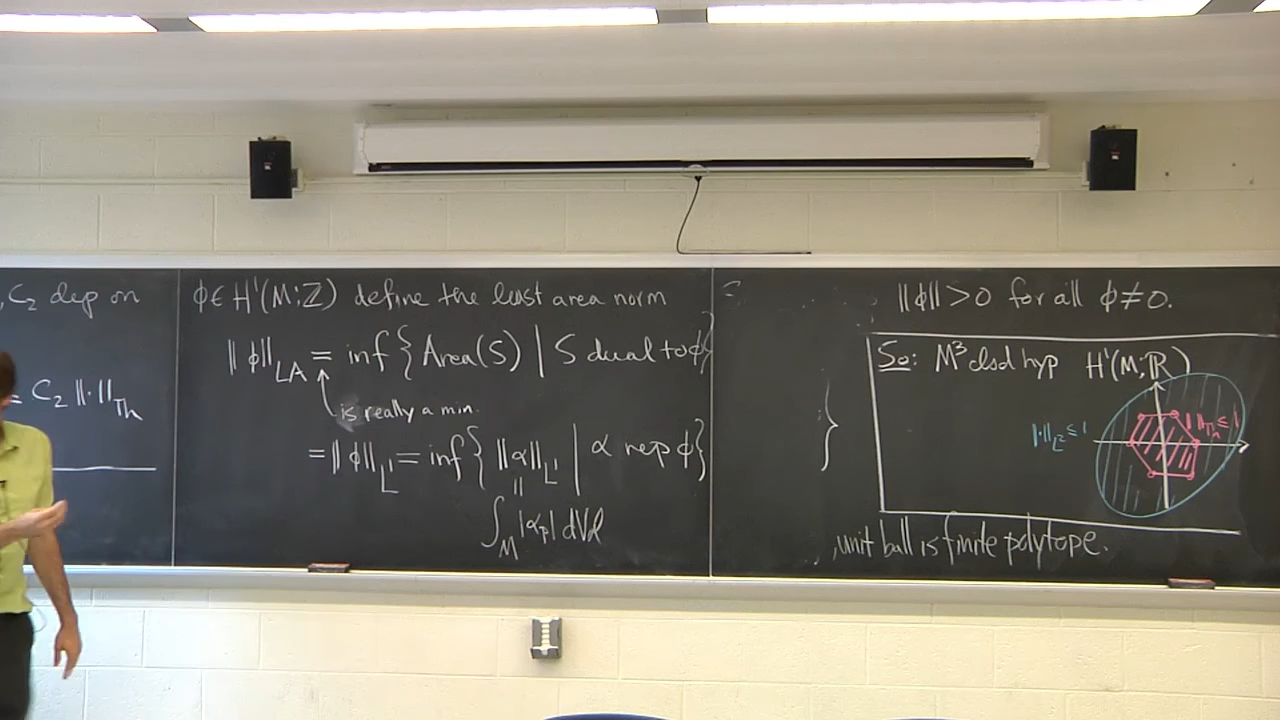 C₂ dep on
= C₂ ‖·‖_Th
φ ∈ H¹(M; ℤ) define the least area norm
‖φ‖_LA = inf { Area(S) | S dual to φ }
is really a min.
= ‖φ‖_L¹ = inf { ‖α‖_L¹ | α rep φ }
‖
∫_M |α_p| dVol
}
‖φ‖ > 0 for all φ ≠ 0.
So: M³ clsd hyp H¹(M; ℝ)
‖ ‖_Th ≤ 1
‖·‖_L² ≤ 1
, unit ball is finite polytope.